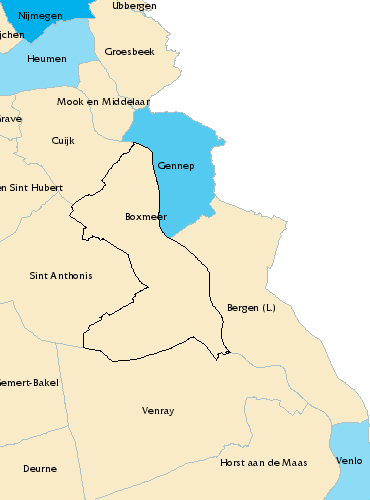 Ubbergen
Nijmegen
jchen
Groesbeek
Heumen
Mook en Middelaar
Grave
Cuijk
Gennep
en Sint Hubert
Boxmeer
Sint Anthonis
Bergen (L.)
Gemert-Bakel
Venray
Horst aan de Maas
Venlo
Deurne